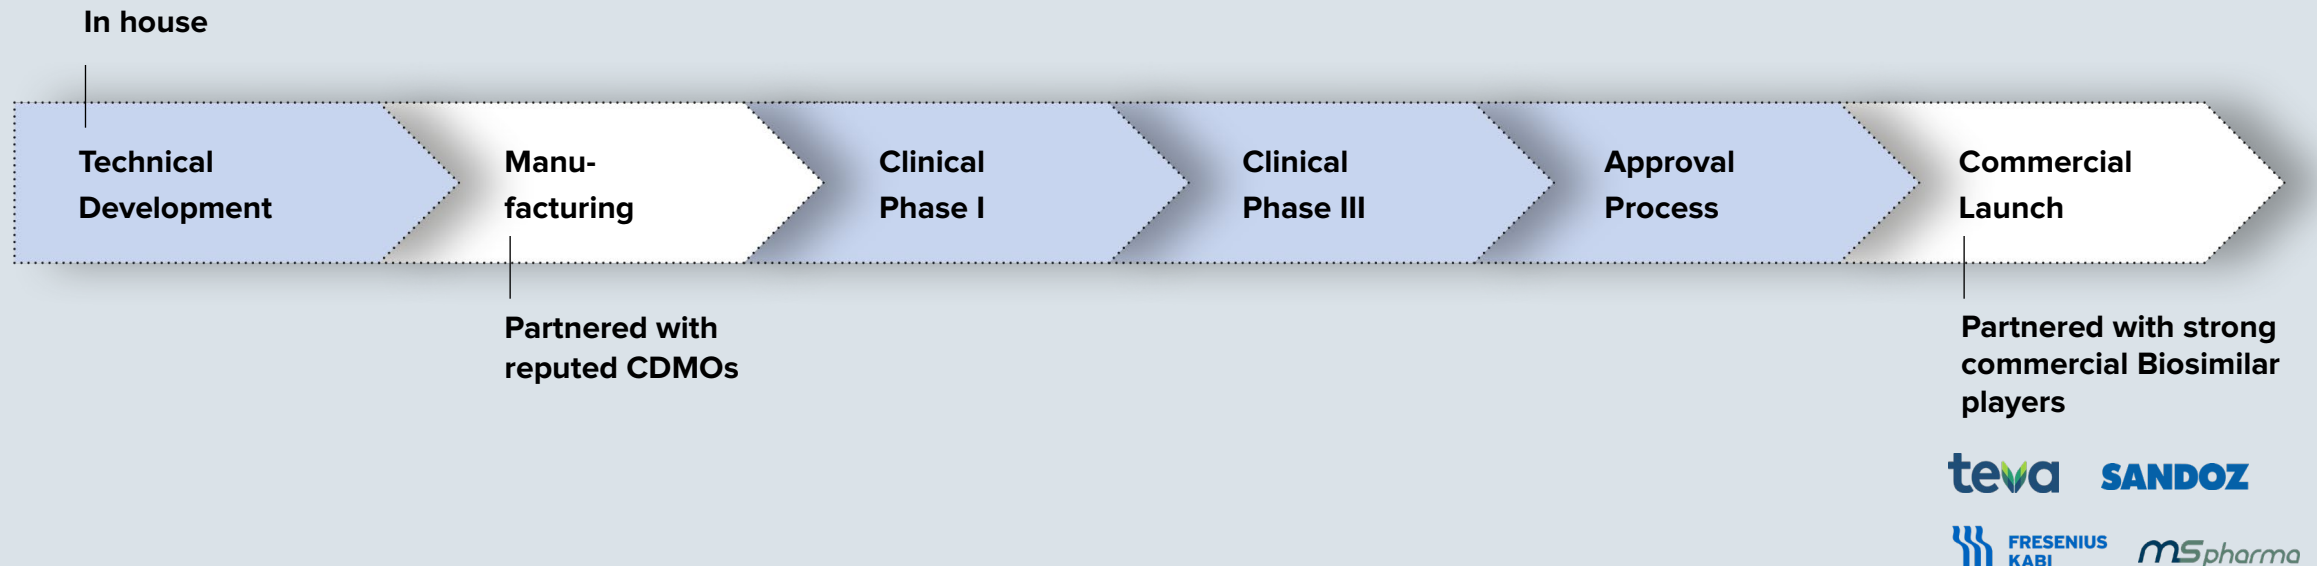 In house
Technical
Development
Manu-
facturing
Clinical
Phase I
Clinical
Phase III
Approval
Process
Commercial
Launch
Partnered with
reputed CDMOs
Partnered with strong
commercial Biosimilar
players
teva
SANDOZ
FRESENIUS
KABI
mspharma